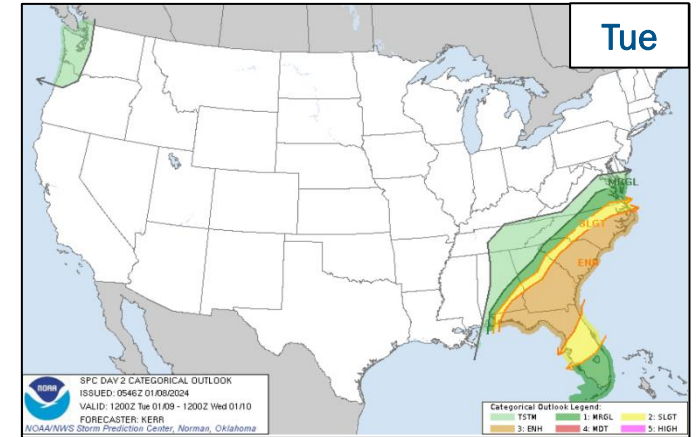 Tue
MRGL
SLGT
ENH
NOAA
SPC DAY 2 CATEGORICAL OUTLOOK
ISSUED: 0546Z 01/08/2024
VALID: 1200Z Tue 01/09 - 1200Z Wed 01/10
FORECASTER: KERR
NOAA/NWS Storm Prediction Center, Norman, Oklahoma
Categorical Outlook Legend:
TSTM 1: MRGL 2: SLGT
3: ENH 4: MDT 5: HIGH